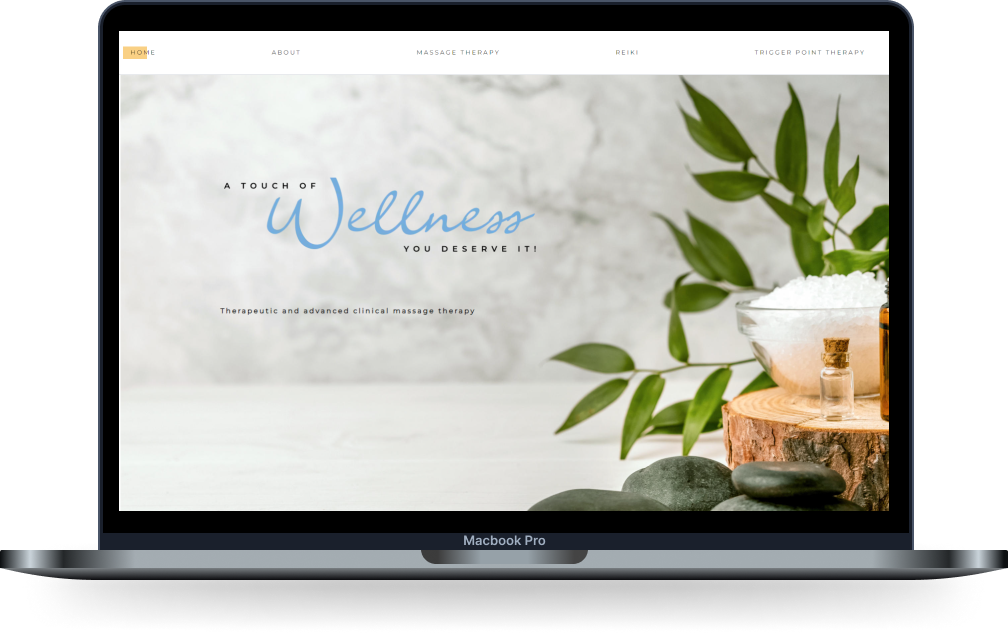 HOME ABOUT MASSAGE THERAPY REIKI TRIGGER POINT THERAPY
A TOUCH OF
Wellness
YOU DESERVE IT!
Therapeutic and advanced clinical massage therapy
Macbook Pro